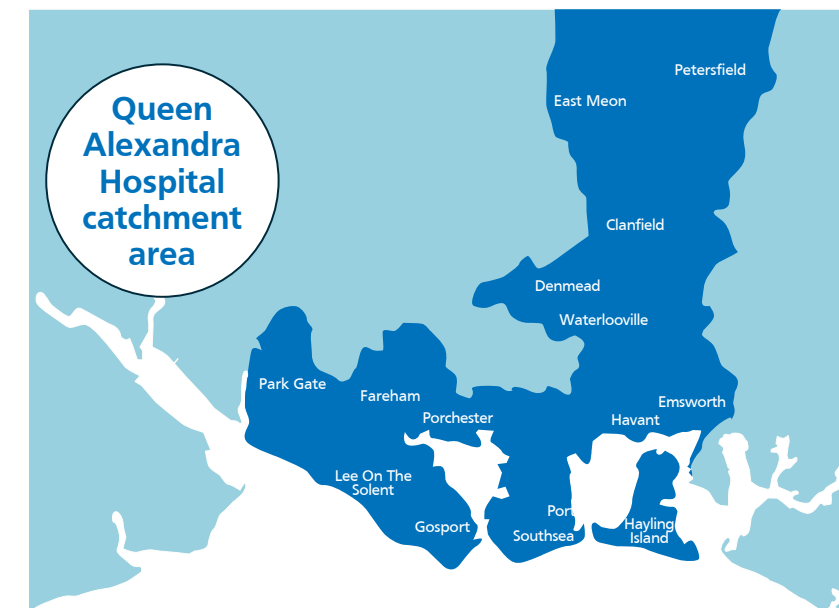 Queen
Alexandra
Hospital
catchment
area
Petersfield
East Meon
Clanfield
Denmead
Waterlooville
Park Gate
Fareham
Emsworth
Porchester
Havant
Lee On The
Solent
Port
Gosport
Southsea
Hayling
Island